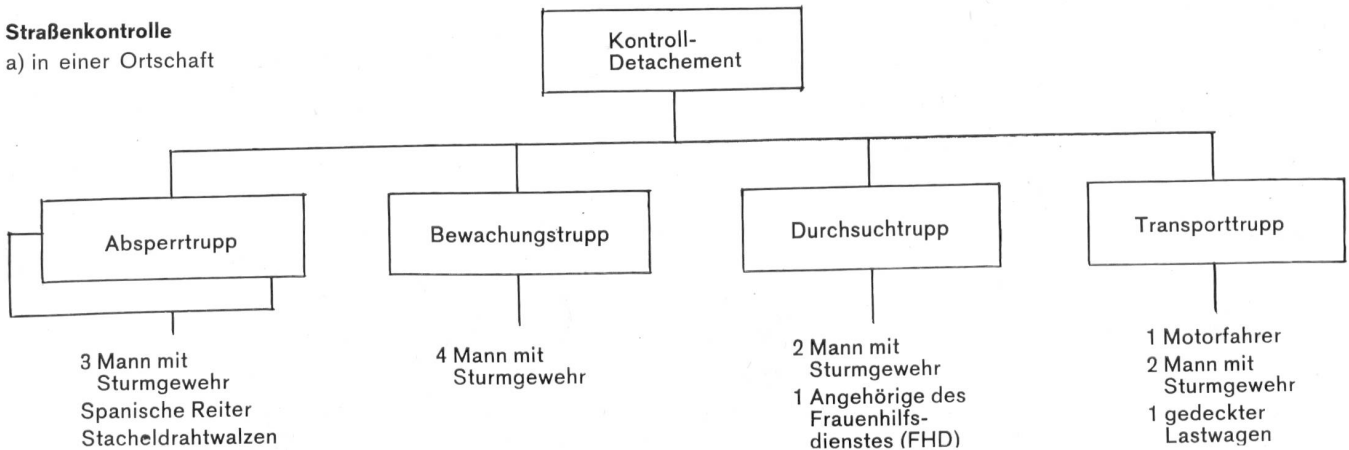 Straßenkontrolle
a) in einer Ortschaft
Kontroll-
Detachement
Absperrtrupp
Bewachungstrupp
Durchsuchtrupp
Transporttrupp
3 Mann mit
Sturmgewehr
Spanische Reiter
Stacheldrahtwalzen
4 Mann mit
Sturmgewehr
2 Mann mit
Sturmgewehr
1 Angehörige des
Frauenhilfs-
dienstes (FHD)
1 Motorfahrer
2 Mann mit
Sturmgewehr
1 gedeckter
Lastwagen